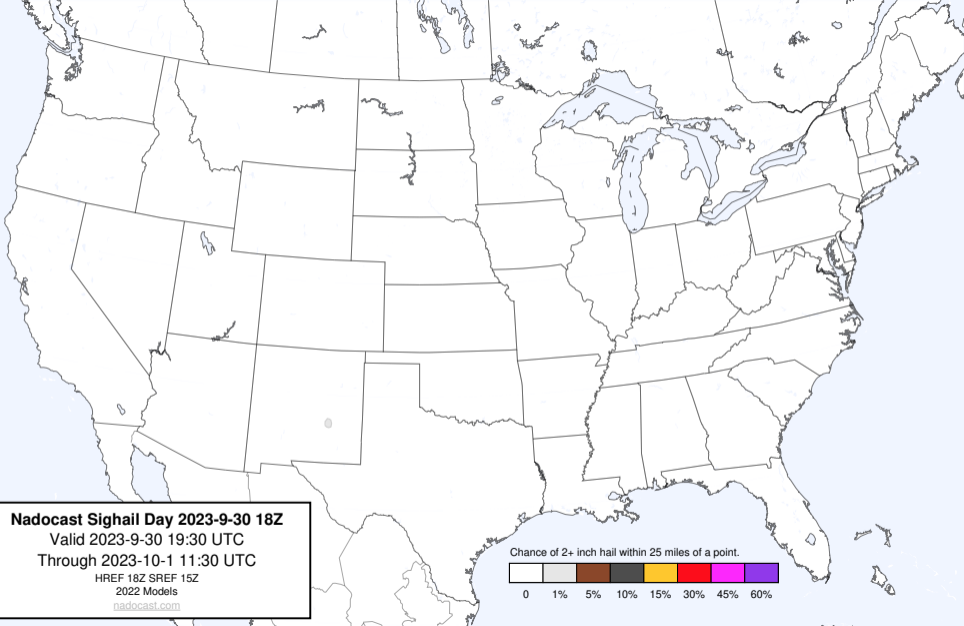 Nadocast Sighail Day 2023-9-30 18Z
Valid 2023-9-30 19:30 UTC
Through 2023-10-1 11:30 UTC
HREF 18Z SREF 15Z
2022 Models
nadocast.com
Chance of 2+ inch hail within 25 miles of a point.
0 1% 5% 10% 15% 30% 45% 60%